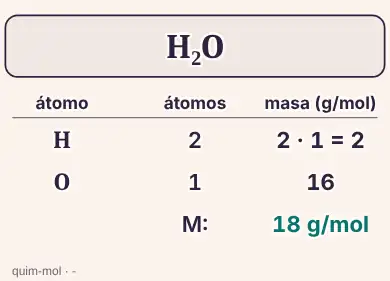 H₂O
átomo átomos masa (g/mol)
H 2 2 · 1 = 2
O 1 16
M: 18 g/mol
quim-mol · -